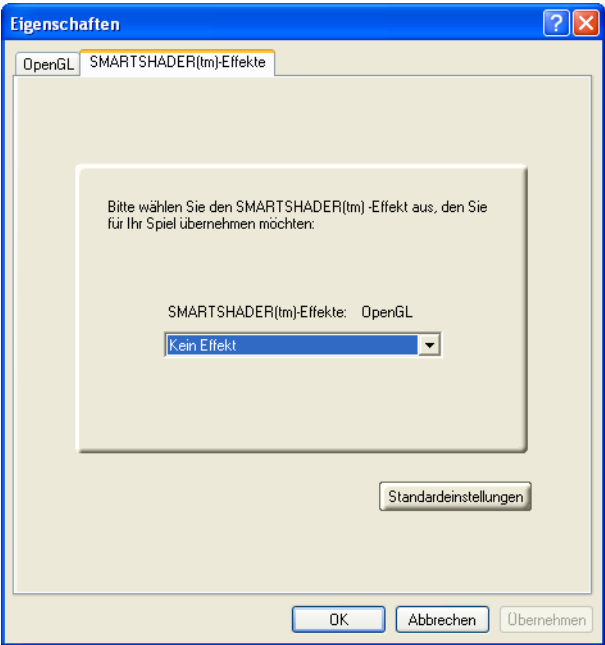 Eigenschaften
OpenGL SMARTSHADER(tm)-Effekte
Bitte wählen Sie den SMARTSHADER(tm) -Effekt aus, den Sie
für Ihr Spiel übernehmen möchten:
SMARTSHADER(tm)-Effekte: OpenGL
Kein Effekt
Standardeinstellungen
OK Abbrechen Übernehmen